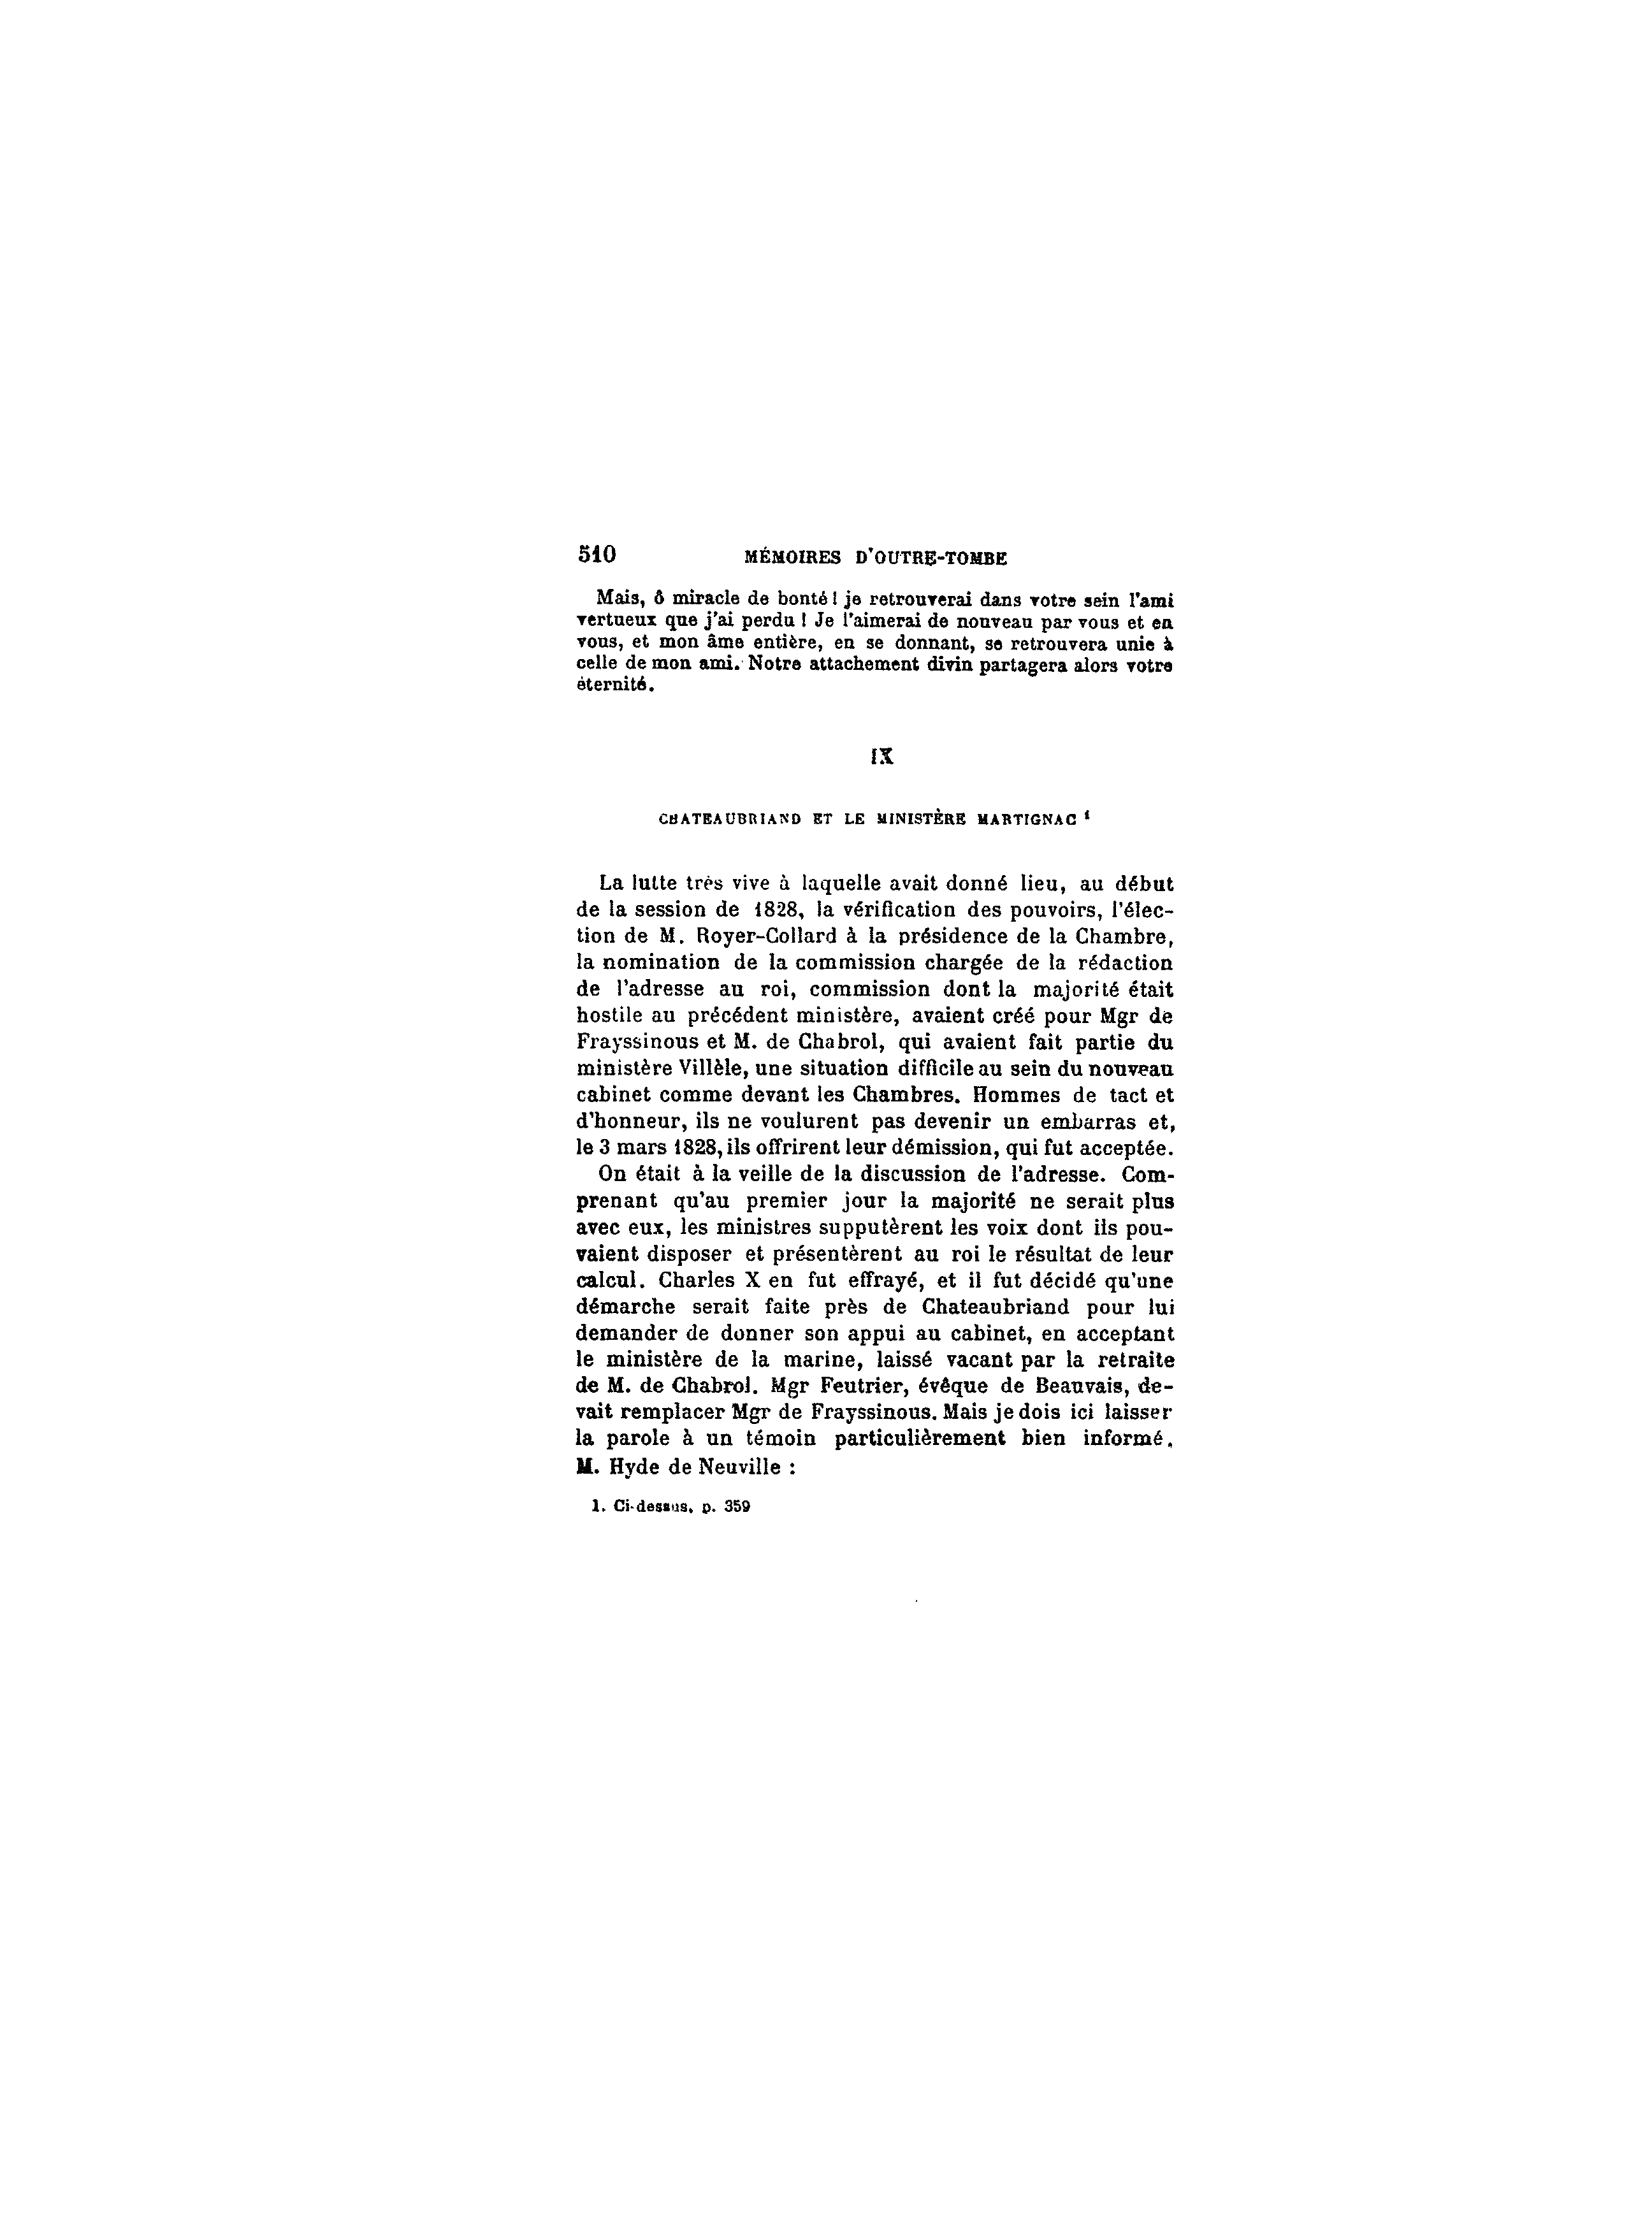 510 MÉMOIRES D'OUTRE-TOMBE
Mais, ô miracle de bonté ! je retrouverai dans votre sein l'ami
vertueux que j'ai perdu ! Je l'aimerai de nouveau par vous et en
vous, et mon âme entière, en se donnant, se retrouvera unie à
celle de mon ami. Notre attachement divin partagera alors votre
éternité.
IX
CHATEAUBRIAND ET LE MINISTÈRE MARTIGNAC 1
La lutte très vive à laquelle avait donné lieu, au début
de la session de 1828, la vérification des pouvoirs, l'élec-
tion de M. Royer-Collard à la présidence de la Chambre,
la nomination de la commission chargée de la rédaction
de l'adresse au roi, commission dont la majorité était
hostile au précédent ministère, avaient créé pour Mgr de
Frayssinous et M. de Chabrol, qui avaient fait partie du
ministère Villèle, une situation difficile au sein du nouveau
cabinet comme devant les Chambres. Hommes de tact et
d'honneur, ils ne voulurent pas devenir un embarras et,
le 3 mars 1828, ils offrirent leur démission, qui fut acceptée.
On était à la veille de la discussion de l'adresse. Com-
prenant qu'au premier jour la majorité ne serait plus
avec eux, les ministres supputèrent les voix dont ils pou-
vaient disposer et présentèrent au roi le résultat de leur
calcul. Charles X en fut effrayé, et il fut décidé qu'une
démarche serait faite près de Chateaubriand pour lui
demander de donner son appui au cabinet, en acceptant
le ministère de la marine, laissé vacant par la retraite
de M. de Chabrol. Mgr Feutrier, évêque de Beauvais, de-
vait remplacer Mgr de Frayssinous. Mais je dois ici laisser
la parole à un témoin particulièrement bien informé.
M. Hyde de Neuville :
1. Ci-dessus, p. 359